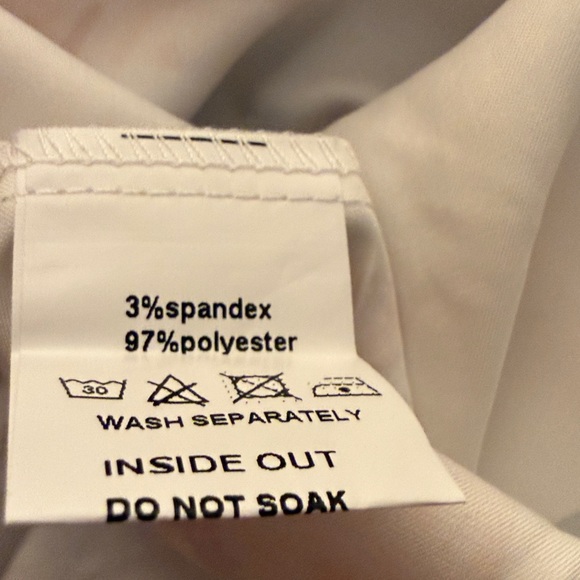 3%spandex
97%polyester
30
WASH SEPARATELY
INSIDE OUT
DO NOT SOAK